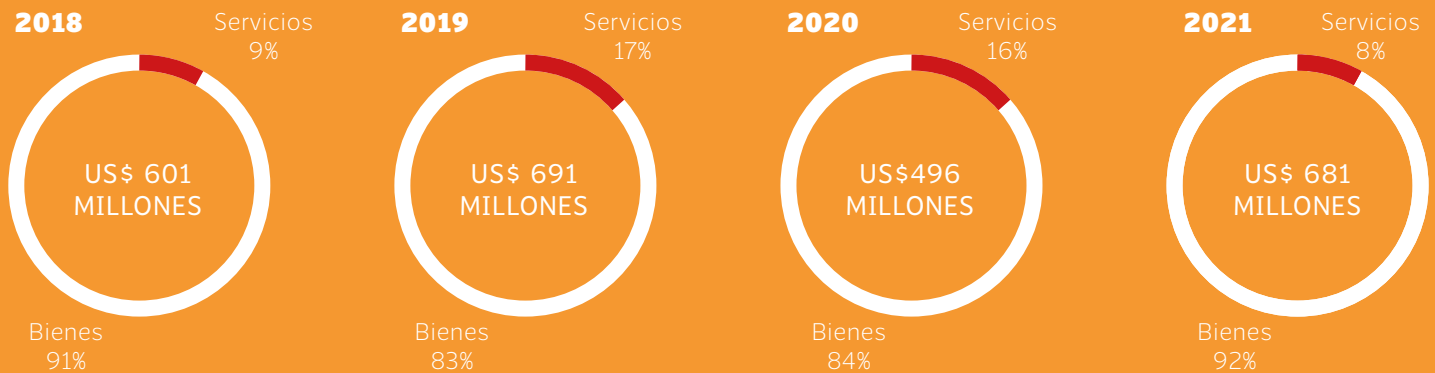 2018
Servicios
9%
US$ 601
MILLONES
Bienes
91%
2019
Servicios
17%
US$ 691
MILLONES
Bienes
83%
2020
Servicios
16%
US$496
MILLONES
Bienes
84%
2021
Servicios
8%
US$ 681
MILLONES
Bienes
92%